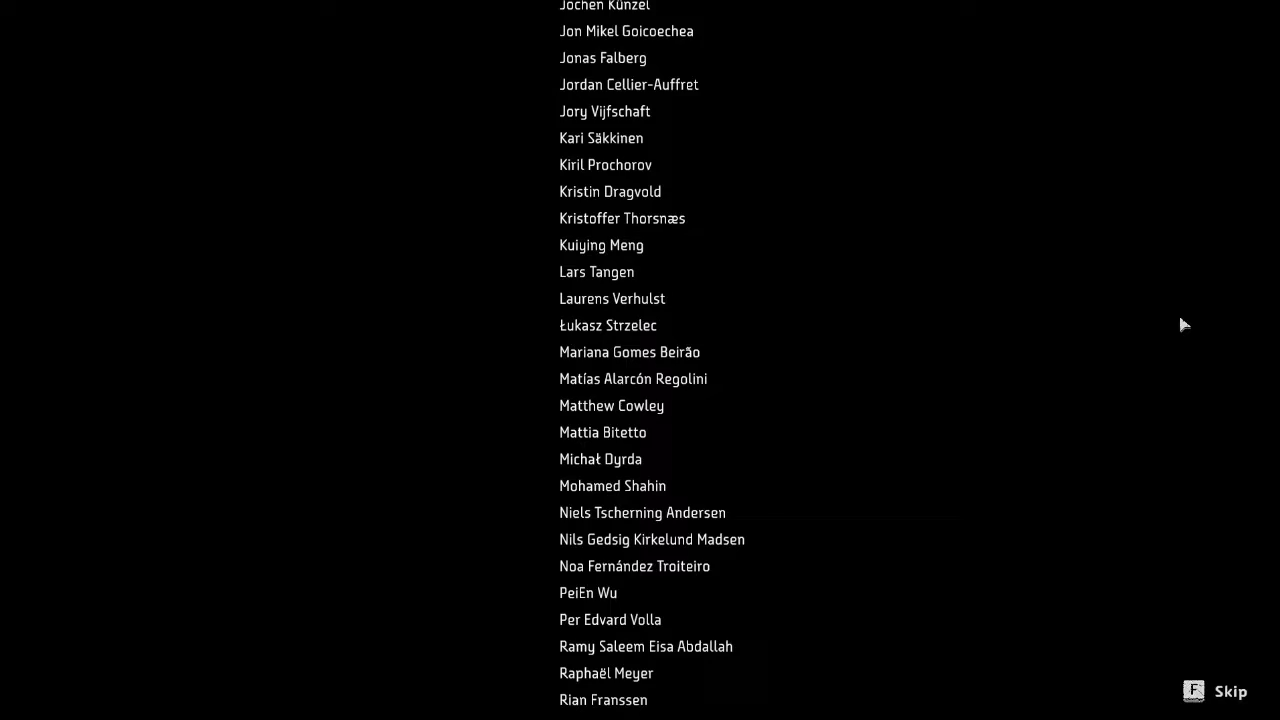 Jochen Künzel
Jon Mikel Goicoechea
Jonas Falberg
Jordan Cellier-Auffret
Jory Vijfschaft
Kari Säkkinen
Kiril Prochorov
Kristin Dragvold
Kristoffer Thorsnæs
Kuiying Meng
Lars Tangen
Laurens Verhulst
Łukasz Strzelec
Mariana Gomes Beirão
Matías Alarcón Regolini
Matthew Cowley
Mattia Bitetto
Michał Dyrda
Mohamed Shahin
Niels Tscherning Andersen
Nils Gedsig Kirkelund Madsen
Noa Fernández Troiteiro
PeiEn Wu
Per Edvard Volla
Ramy Saleem Eisa Abdallah
Raphaël Meyer
Rian Franssen
F Skip